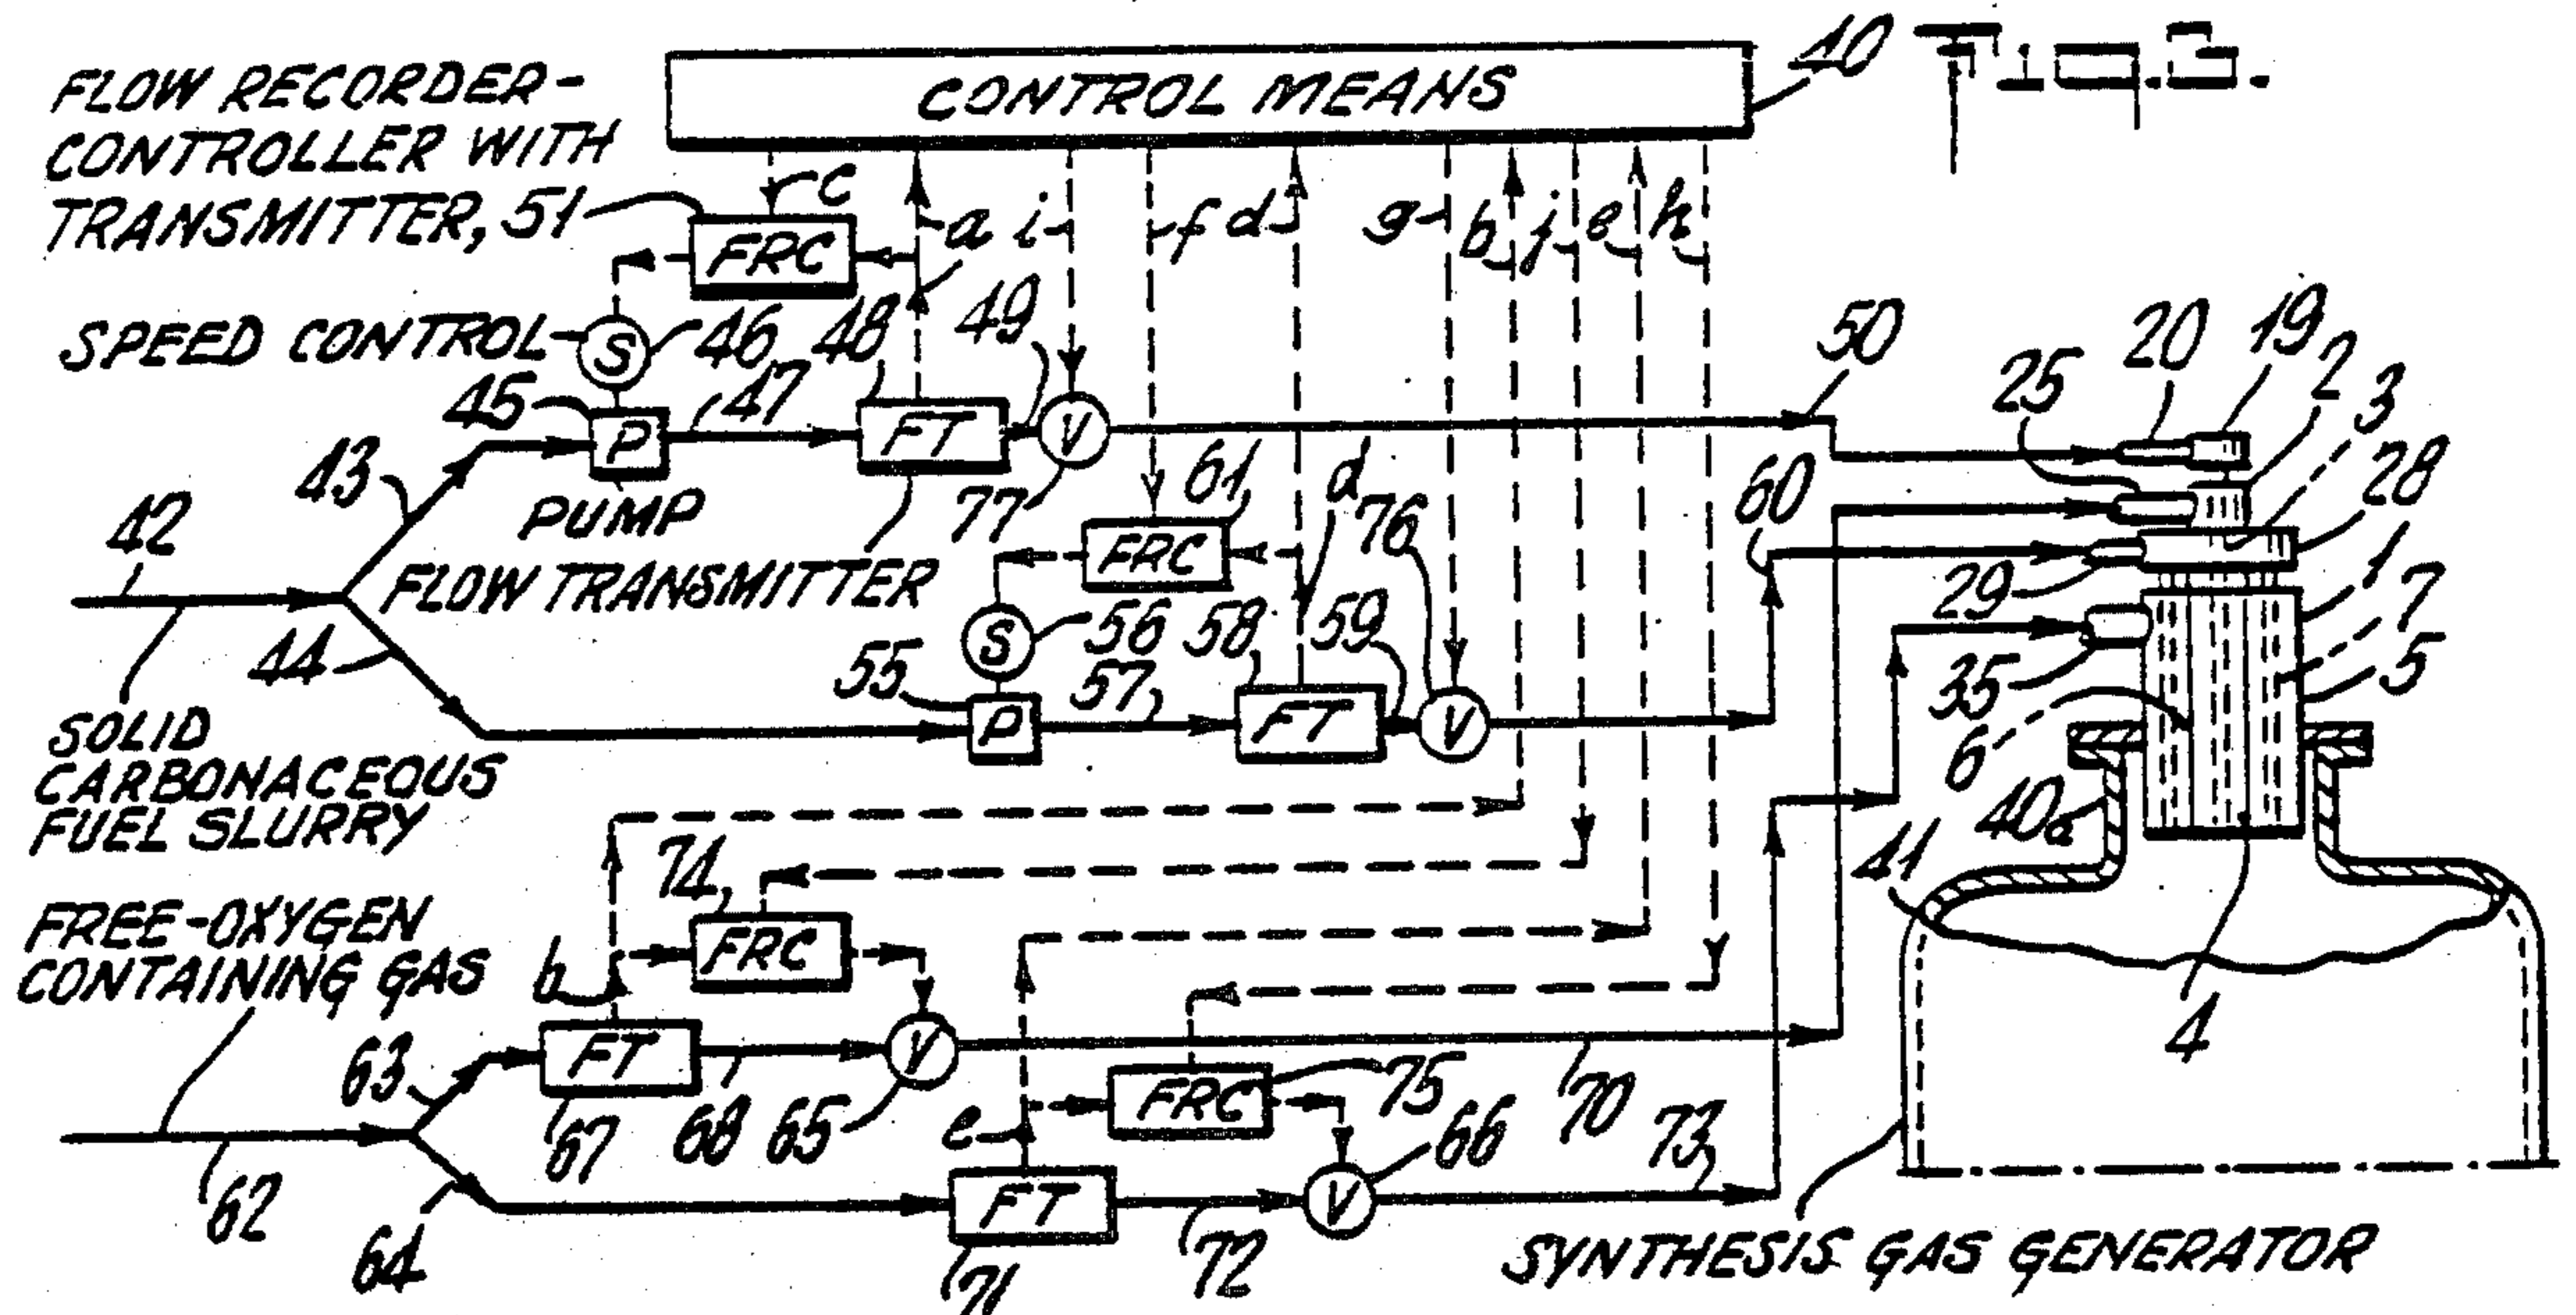 Fig.3.
CONTROL MEANS
40
FLOW RECORDER-
CONTROLLER WITH
TRANSMITTER, 51
c
a
i
f
d
g
b
j
e
h
FRC
SPEED CONTROL
S
46
48
49
50
45
P
47
FT
V
77
PUMP
FLOW TRANSMITTER
43
42
44
SOLID
CARBONACEOUS
FUEL SLURRY
61
FRC
d
76
60
S
56
58
59
55
P
57
FT
V
25
20
19
2
3
28
29
1
7
5
35
6
40a
41
4
74
FRC
FREE-OXYGEN
CONTAINING GAS
b
63
FT
67
68
V
65
FRC
75
70
73
62
64
e
FT
71
72
V
66
SYNTHESIS GAS GENERATOR